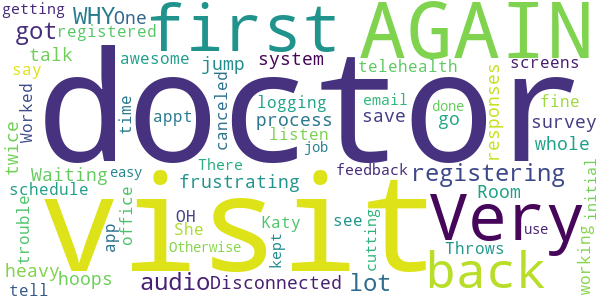 getting
WHY
One
first
AGAIN
got
registered
talk
awesome
jump
system
telehealth
screens
say
doctor
Worked
time
appt
canceled
logging
process
listen
save
email
go
done
responses
fine
survey
whole
twice
Waiting
There
job
feedback
registering
initial
schedule
easy
frustrating
visit
Very
Room
use
trouble
app
office
OH
She
Otherwise
Katy
kept
see
cutting
Throws
back
working
heavy
hoops
tell
audio
Disconnected
lot